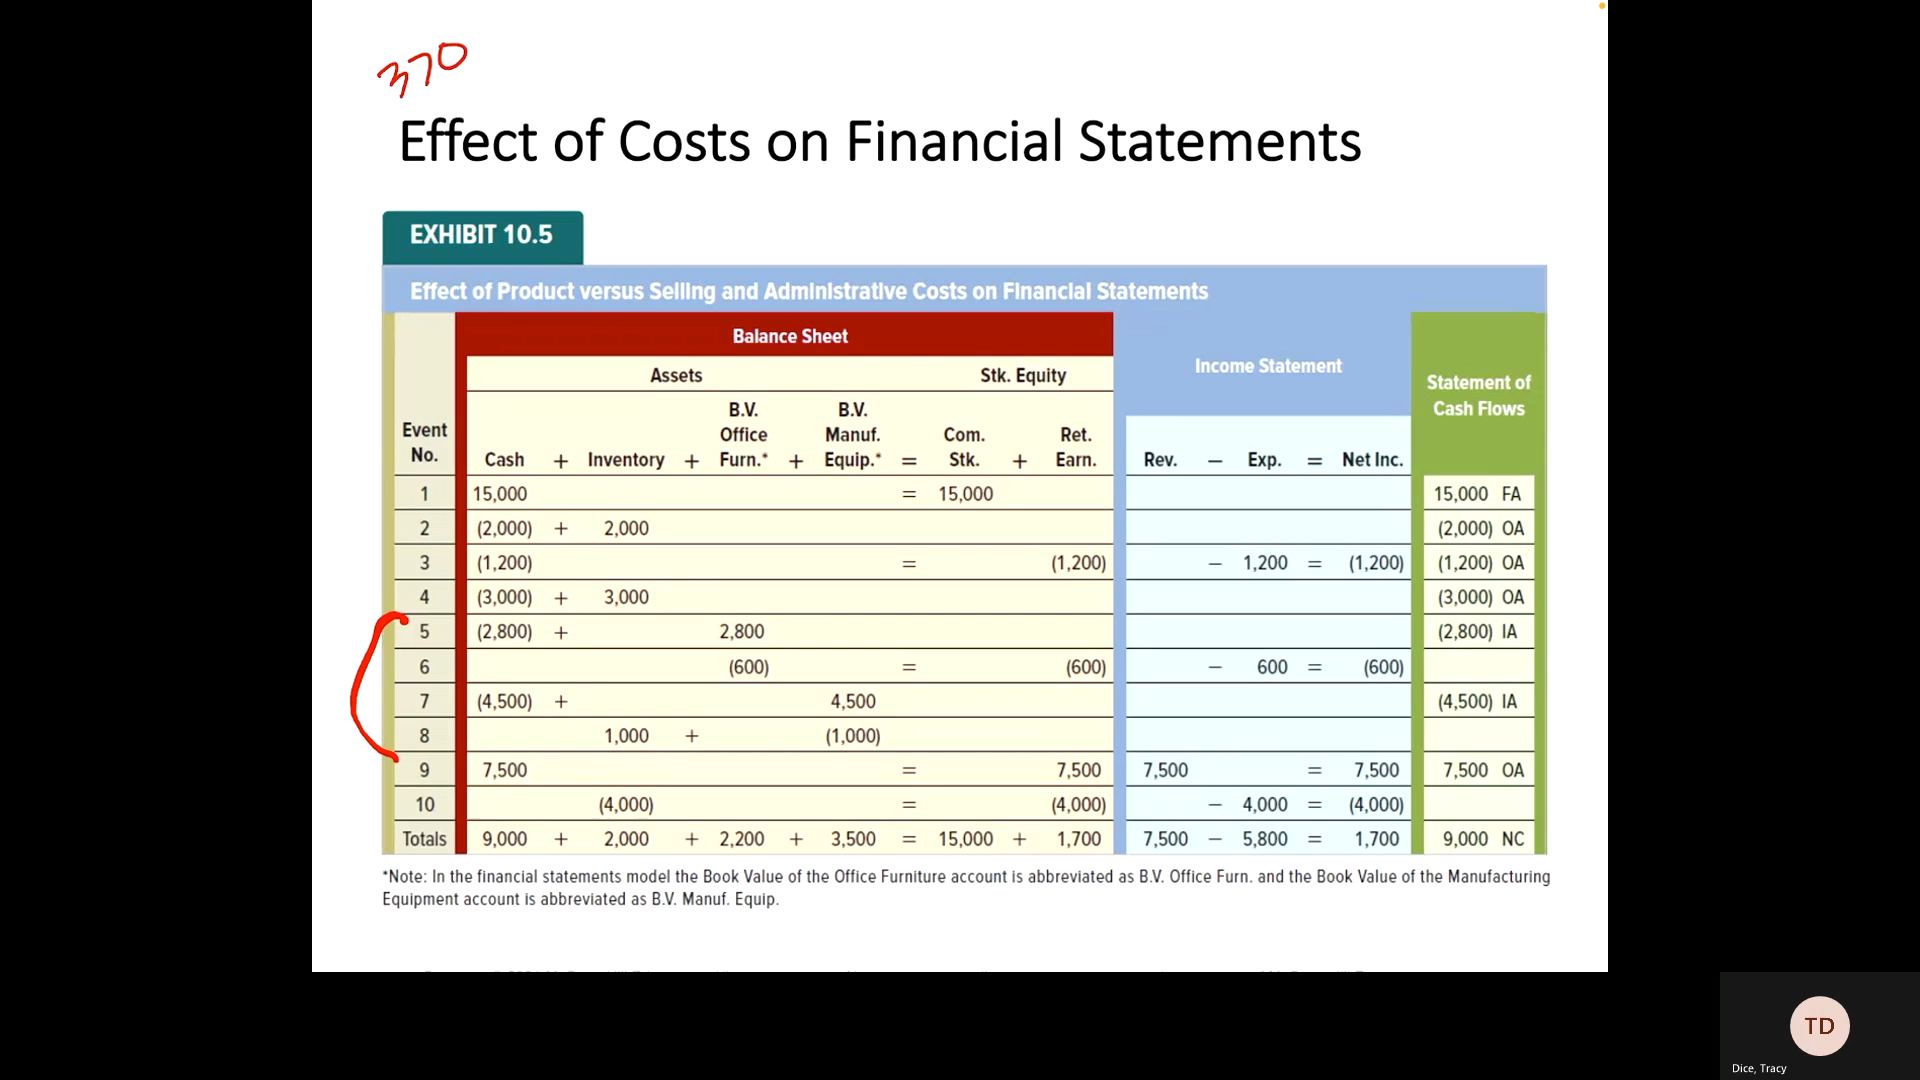 370
Effect of Costs on Financial Statements
EXHIBIT 10.5
Effect of Product versus Selling and Administrative Costs on Financial Statements
Balance Sheet
Income Statement
Statement of Cash Flows
Assets Stk. Equity
Event No. Cash + Inventory + B.V. Office Furn.* + B.V. Manuf. Equip.* = Com. Stk. + Ret. Earn. Rev. – Exp. = Net Inc.
1 15,000 = 15,000 15,000 FA
2 (2,000) + 2,000 (2,000) OA
3 (1,200) = (1,200) – 1,200 = (1,200) (1,200) OA
4 (3,000) + 3,000 (3,000) OA
5 (2,800) + 2,800 (2,800) IA
6 (600) = (600) – 600 = (600)
7 (4,500) + 4,500 (4,500) IA
8 1,000 + (1,000)
9 7,500 = 7,500 7,500 = 7,500 7,500 OA
10 (4,000) = (4,000) – 4,000 = (4,000)
Totals 9,000 + 2,000 + 2,200 + 3,500 = 15,000 + 1,700 7,500 – 5,800 = 1,700 9,000 NC
*Note: In the financial statements model the Book Value of the Office Furniture account is abbreviated as B.V. Office Furn. and the Book Value of the Manufacturing
Equipment account is abbreviated as B.V. Manuf. Equip.
TD
Dice, Tracy